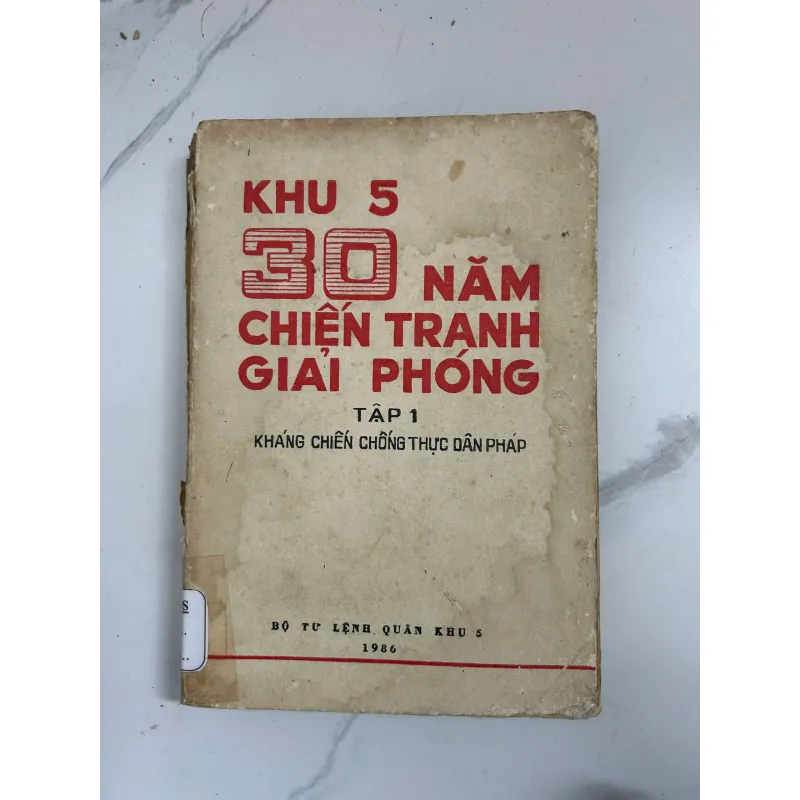 KHU 5
30 NĂM
CHIẾN TRANH
GIẢI PHÓNG
TẬP 1
KHÁNG CHIẾN CHỐNG THỰC DÂN PHÁP
BỘ TƯ LỆNH QUÂN KHU 5
1986
S